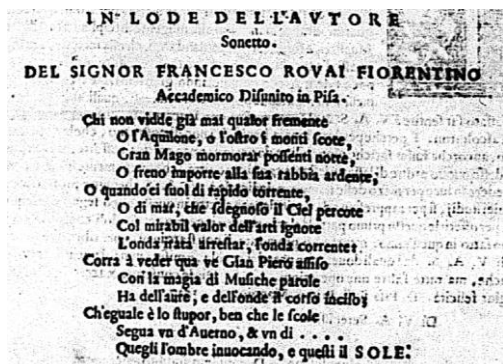 IN LODE DELL'AVTORE
Sonetto.
DEL SIGNOR FRANCESCO ROVAI FIORENTINO
Accademico Disunito in Pisa.
Chi non vidde già mai qualor fremente
O l'Aquilone, o l'ostro i monti scote,
Gran Mago mormorar possenti note,
O freno imporre alla sua rabbia ardente;
O quando ei suol di rapido torrente,
O di mar, che sdegnoso il Ciel percote
Col mirabil valor dell'arti ignote
L'onda irata arrestar, l'onda corrente:
Corra à veder qua ve Gian Piero assiso
Con la magia di Musiche parole
Ha dell'aure, e dell'onde il corso inciso;
Ch'eguale è lo stupor, ben che le scole
Segua vn d'Auerno, & vn di . . . .
Quegli l'ombre inuocando, e questi il SOLE.